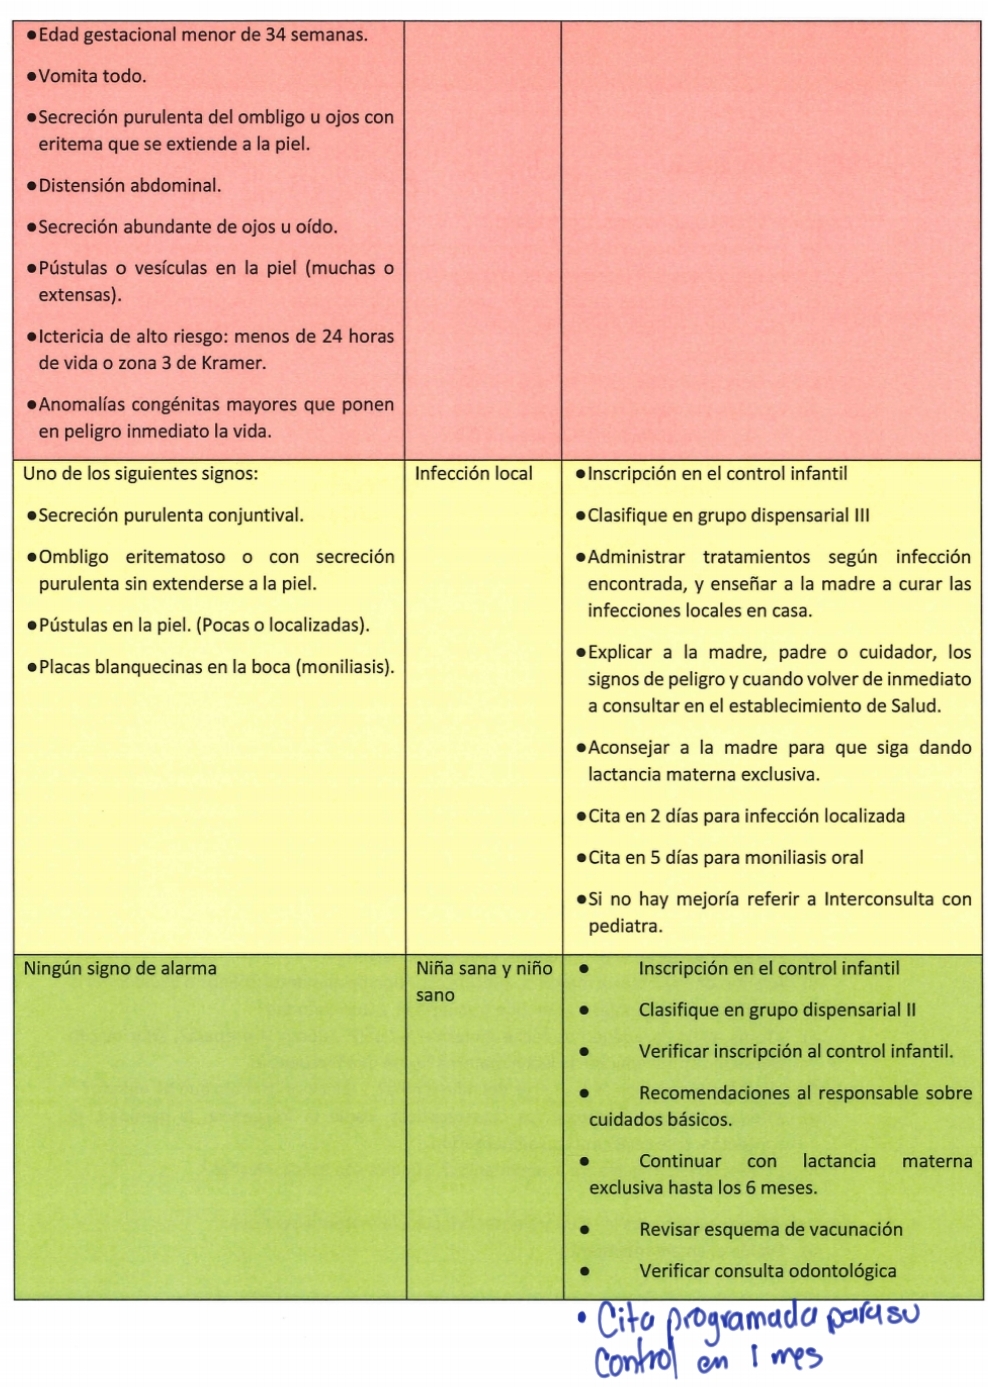 ●Edad gestacional menor de 34 semanas.
●Vomita todo.
●Secreción purulenta del ombligo u ojos con
eritema que se extiende a la piel.
●Distensión abdominal.
●Secreción abundante de ojos u oído.
●Pústulas o vesículas en la piel (muchas o
extensas).
●Ictericia de alto riesgo: menos de 24 horas
de vida o zona 3 de Kramer.
●Anomalías congénitas mayores que ponen
en peligro inmediato la vida.
Uno de los siguientes signos:
●Secreción purulenta conjuntival.
●Ombligo eritematoso o con secreción
purulenta sin extenderse a la piel.
●Pústulas en la piel. (Pocas o localizadas).
●Placas blanquecinas en la boca (moniliasis).
Infección local
●Inscripción en el control infantil
●Clasifique en grupo dispensarial III
●Administrar tratamientos según infección
encontrada, y enseñar a la madre a curar las
infecciones locales en casa.
●Explicar a la madre, padre o cuidador, los
signos de peligro y cuando volver de inmediato
a consultar en el establecimiento de Salud.
●Aconsejar a la madre para que siga dando
lactancia materna exclusiva.
●Cita en 2 días para infección localizada
●Cita en 5 días para moniliasis oral
●Si no hay mejoría referir a Interconsulta con
pediatra.
Ningún signo de alarma
Niña sana y niño
sano
● Inscripción en el control infantil
● Clasifique en grupo dispensarial II
● Verificar inscripción al control infantil.
● Recomendaciones al responsable sobre
cuidados básicos.
● Continuar con lactancia materna
exclusiva hasta los 6 meses.
● Revisar esquema de vacunación
● Verificar consulta odontológica
• Cita programada para su
control en 1 mes